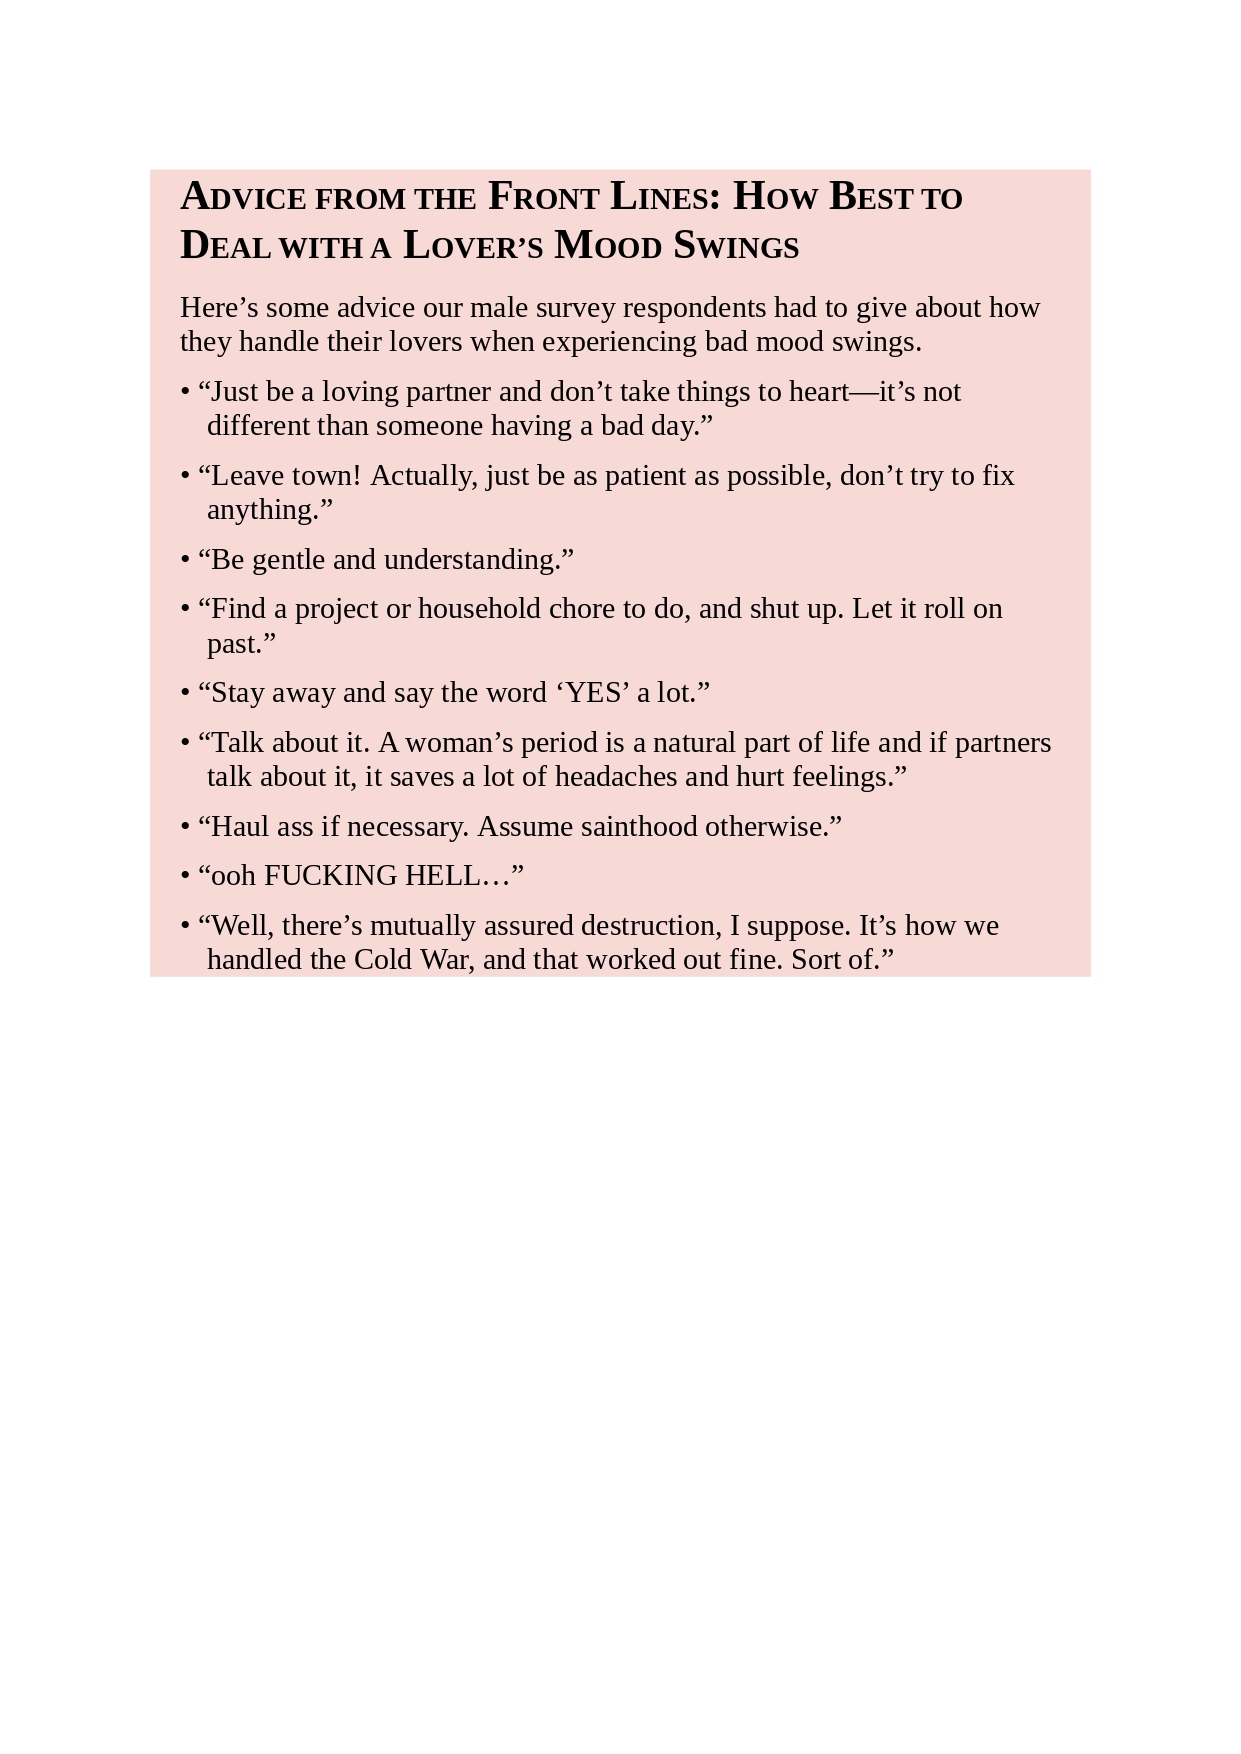 ADVICE FROM THE FRONT LINES: HOW BEST TO
DEAL WITH A LOVER’S MOOD SWINGS
Here’s some advice our male survey respondents had to give about how
they handle their lovers when experiencing bad mood swings.
• “Just be a loving partner and don’t take things to heart—it’s not
different than someone having a bad day.”
• “Leave town! Actually, just be as patient as possible, don’t try to fix
anything.”
• “Be gentle and understanding.”
• “Find a project or household chore to do, and shut up. Let it roll on
past.”
• “Stay away and say the word ‘YES’ a lot.”
• “Talk about it. A woman’s period is a natural part of life and if partners
talk about it, it saves a lot of headaches and hurt feelings.”
• “Haul ass if necessary. Assume sainthood otherwise.”
• “ooh FUCKING HELL…”
• “Well, there’s mutually assured destruction, I suppose. It’s how we
handled the Cold War, and that worked out fine. Sort of.”